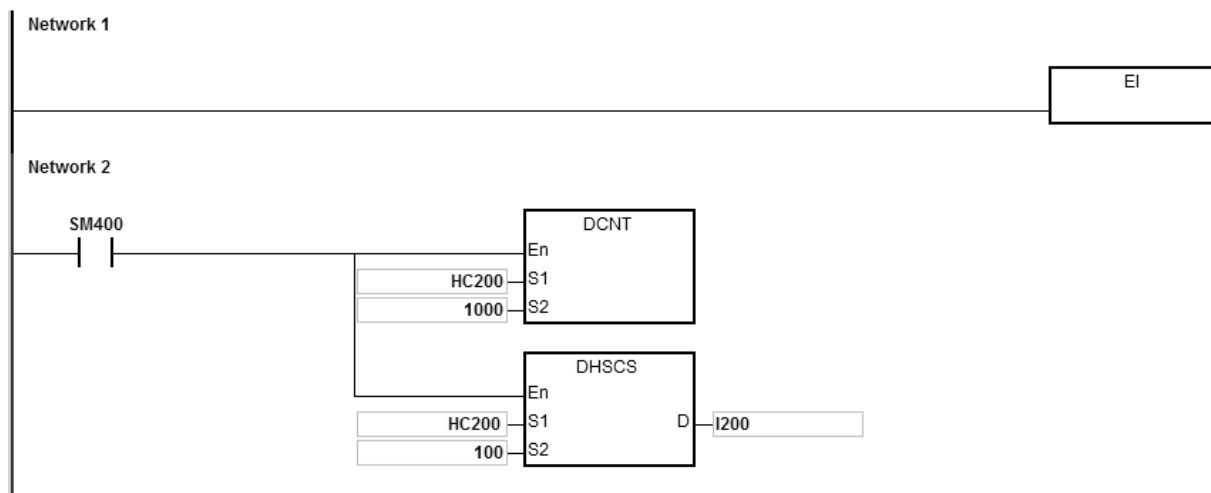 Network 1
EI
Network 2
SM400
DCNT
En
HC200 S1
1000 S2
DHSCS
En
HC200 S1 D I200
100 S2